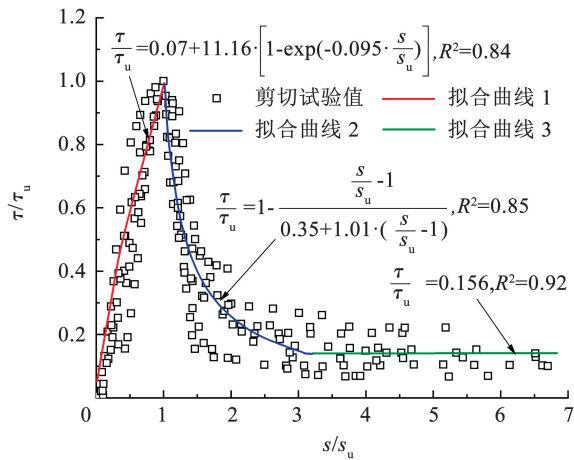 τ/τu=0.07+11.16·[1-exp(-0.095·s/su)],R²=0.84
剪切试验值 拟合曲线 1
拟合曲线 2 拟合曲线 3
τ/τu=1-(s/su-1)/(0.35+1.01·(s/su-1)),R²=0.85
τ/τu=0.156,R²=0.92
τ/τu
1.0
0.8
0.6
0.4
0.2
0 1 2 3 4 5 6 7
s/su